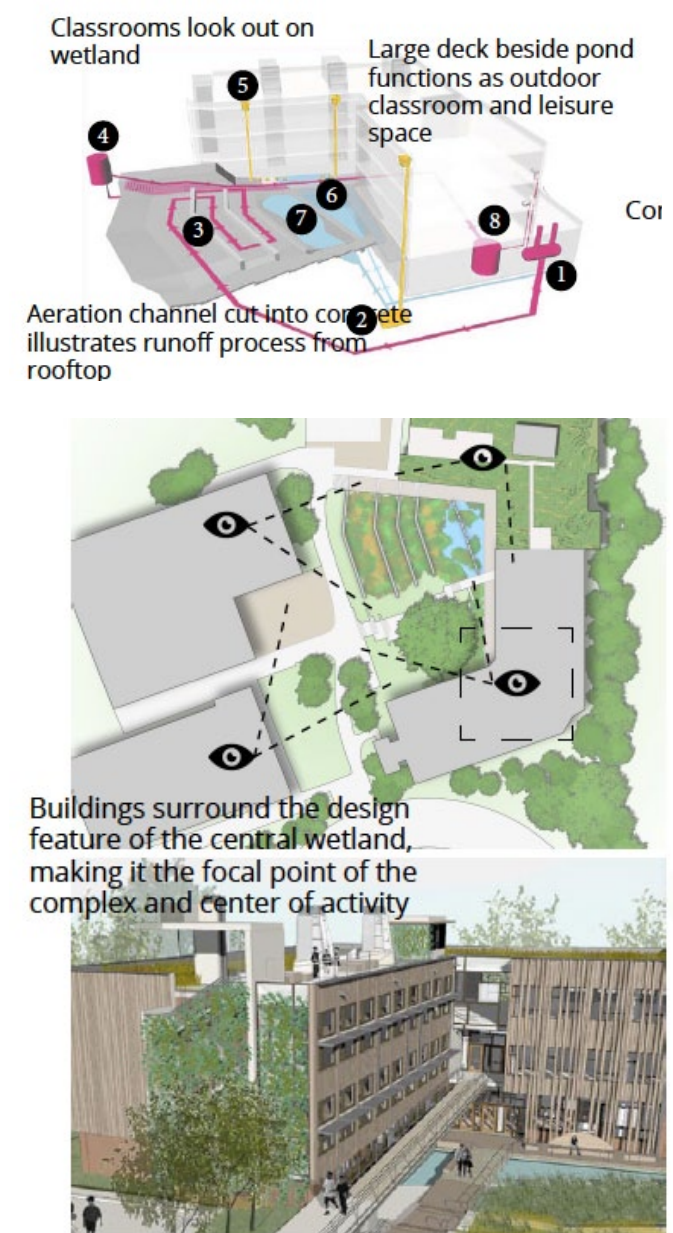 Classrooms look out on
wetland
Large deck beside pond
functions as outdoor
classroom and leisure
space
5
4
6
7
3
8
Cor
1
2
Aeration channel cut into concrete
illustrates runoff process from
rooftop
Buildings surround the design
feature of the central wetland,
making it the focal point of the
complex and center of activity